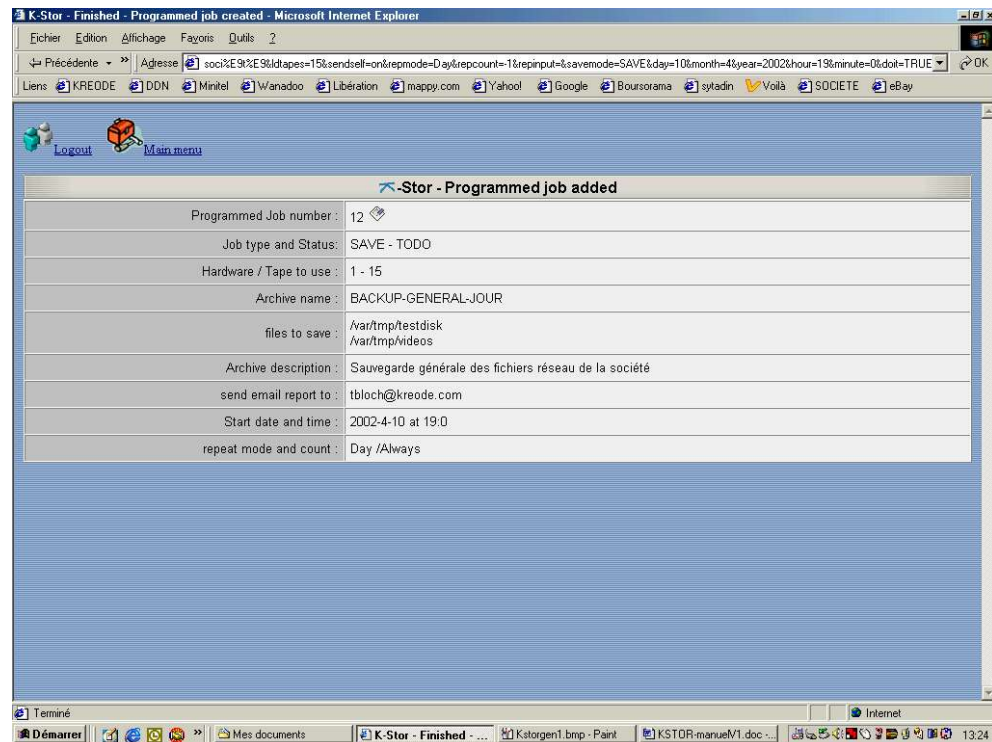 K-Stor - Finished - Programmed job created - Microsoft Internet Explorer
Eichier Edition Affichage Favoris Outils ?
Précédente » Adresse soci%E9t%E9&ldtapes=15&sendself=on&repmode=Day&repcount=-1&repinput=&savemode=SAVE&day=10&month=4&year=2002&hour=19&minute=0&doit=TRUE OK
Liens KREODE DDN Minitel Wanadoo Libération mappy.com Yahoo! Google Boursorama sytadin Voilà SOCIETE eBay
Logout Main menu
-Stor - Programmed job added
Programmed Job number : 12
Job type and Status: SAVE - TODO
Hardware / Tape to use : 1 - 15
Archive name : BACKUP-GENERAL-JOUR
files to save : /var/tmp/testdisk
/var/tmp/videos
Archive description : Sauvegarde générale des fichiers réseau de la société
send email report to : tbloch@kreode.com
Start date and time : 2002-4-10 at 19:0
repeat mode and count : Day /Always
Terminé Internet
Démarrer » Mes documents K-Stor - Finished - ... Kstorgen1.bmp - Paint KSTOR-manuelV1.doc -... 13:24